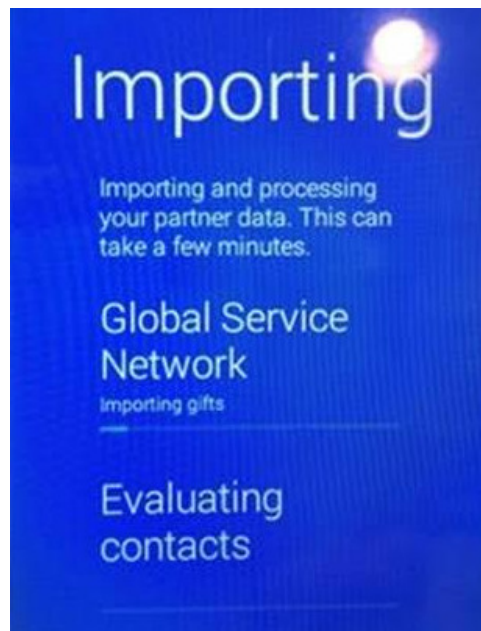 Importing
Importing and processing
your partner data. This can
take a few minutes.
Global Service
Network
Importing gifts
Evaluating
contacts